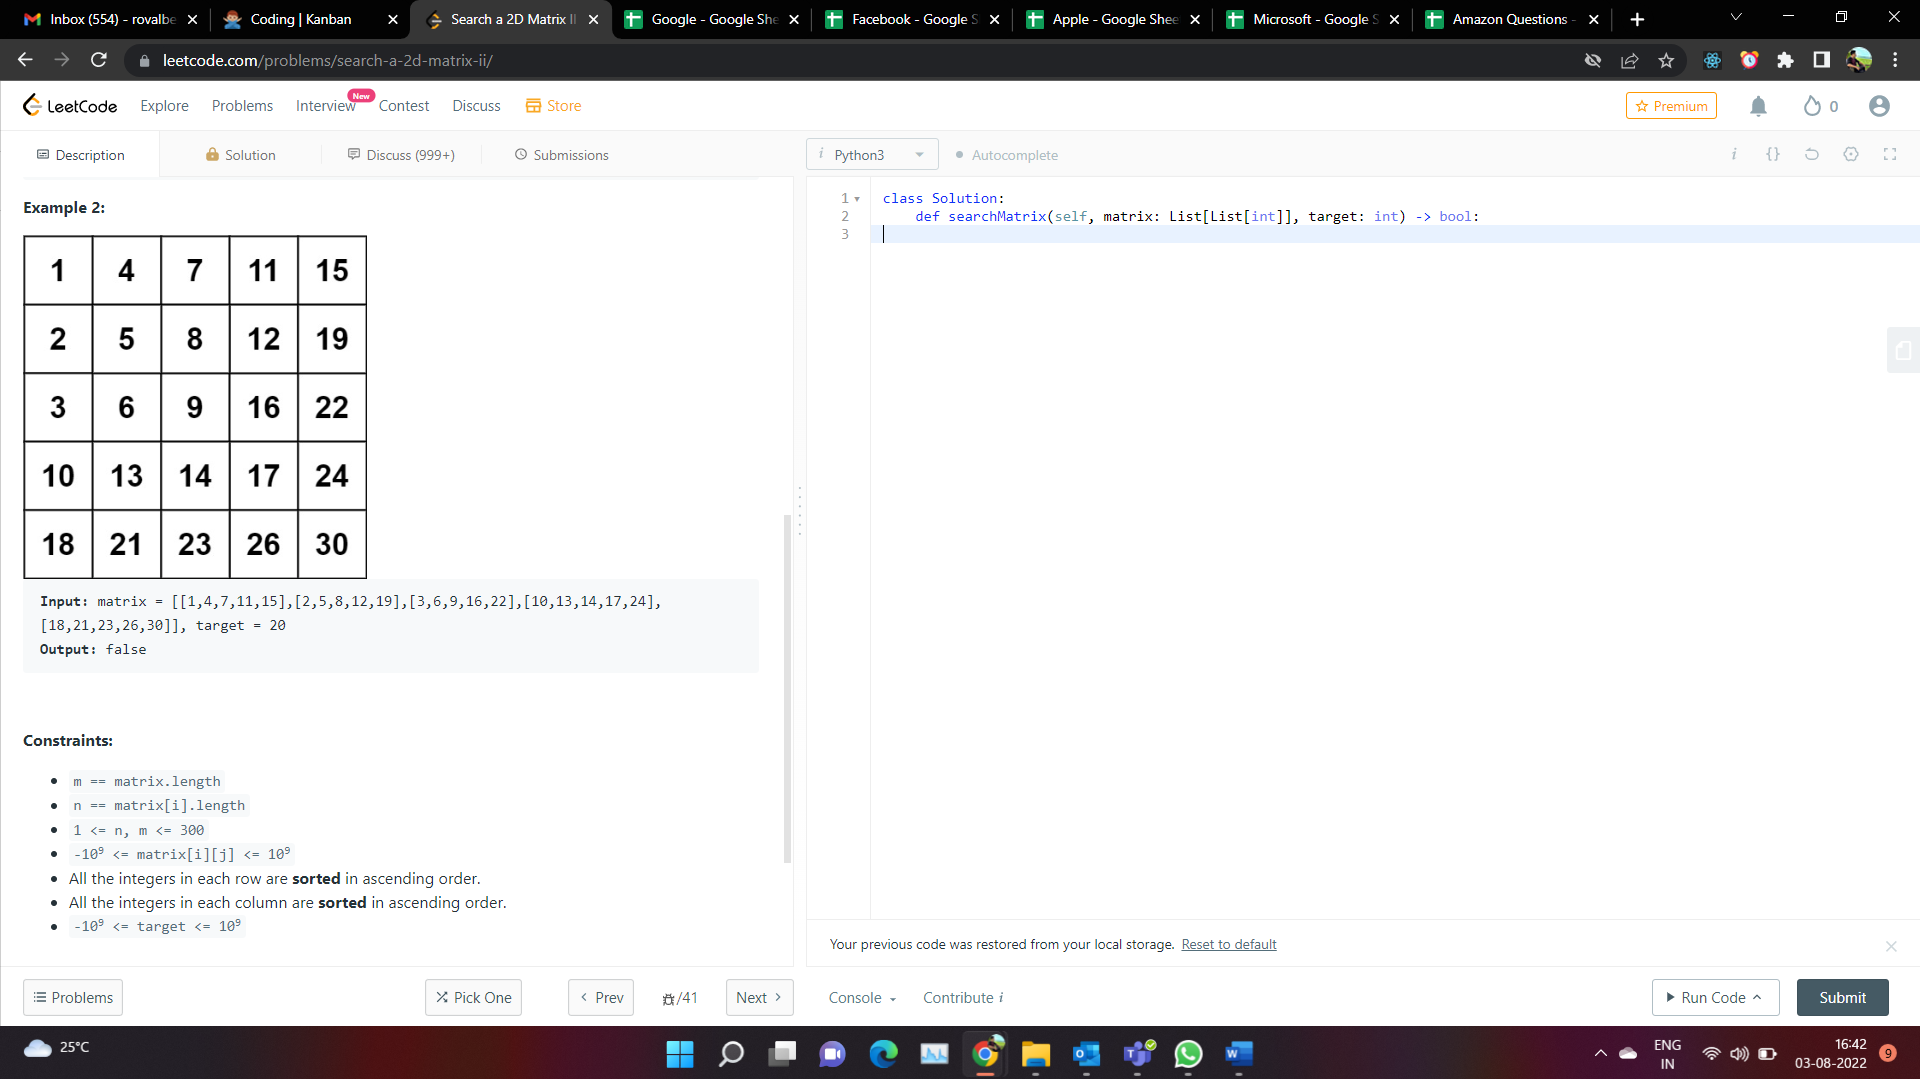 Inbox (554) - rovalbe
Coding | Kanban
Search a 2D Matrix II
Google - Google She
Facebook - Google S
Apple - Google Shee
Microsoft - Google S
Amazon Questions -
leetcode.com/problems/search-a-2d-matrix-ii/
LeetCode
Explore
Problems
Interview
New
Contest
Discuss
Store
Premium
0
Description
Solution
Discuss (999+)
Submissions
i Python3
Autocomplete
i
{}
Example 2:
1 4 7 11 15
2 5 8 12 19
3 6 9 16 22
10 13 14 17 24
18 21 23 26 30
Input: matrix = [[1,4,7,11,15],[2,5,8,12,19],[3,6,9,16,22],[10,13,14,17,24],
[18,21,23,26,30]], target = 20
Output: false
Constraints:
m == matrix.length
n == matrix[i].length
1 <= n, m <= 300
-10⁹ <= matrix[i][j] <= 10⁹
All the integers in each row are sorted in ascending order.
All the integers in each column are sorted in ascending order.
-10⁹ <= target <= 10⁹
1 class Solution:
2 def searchMatrix(self, matrix: List[List[int]], target: int) -> bool:
3
Your previous code was restored from your local storage. Reset to default
Problems
Pick One
Prev
/41
Next
Console
Contribute i
Run Code
Submit
25°C
ENG
IN
16:42
03-08-2022
9